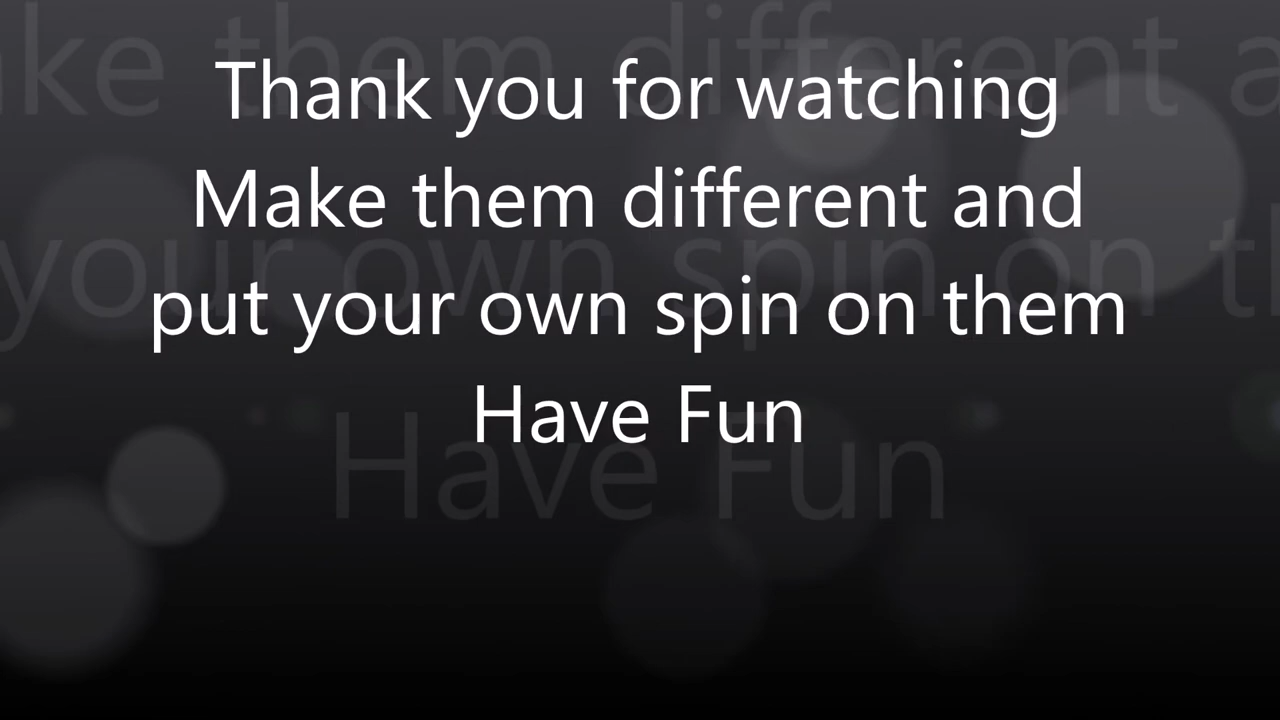 Thank you for watching
Make them different and
put your own spin on them
Have Fun